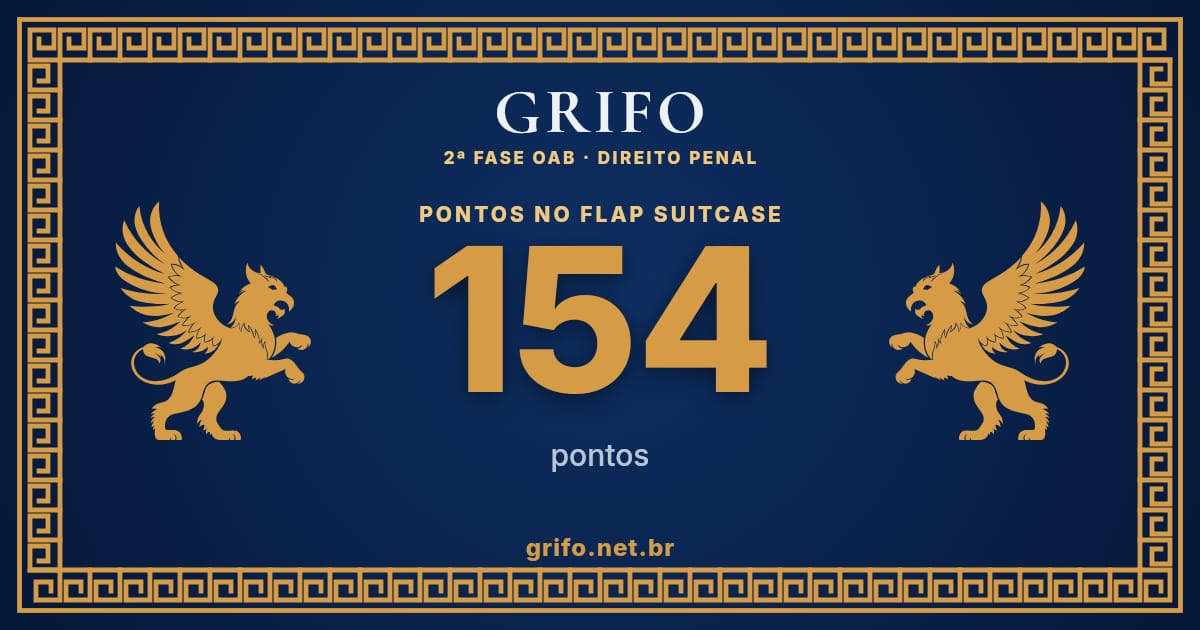 GRIFO
2ª FASE OAB · DIREITO PENAL
PONTOS NO FLAP SUITCASE
154
pontos
grifo.net.br